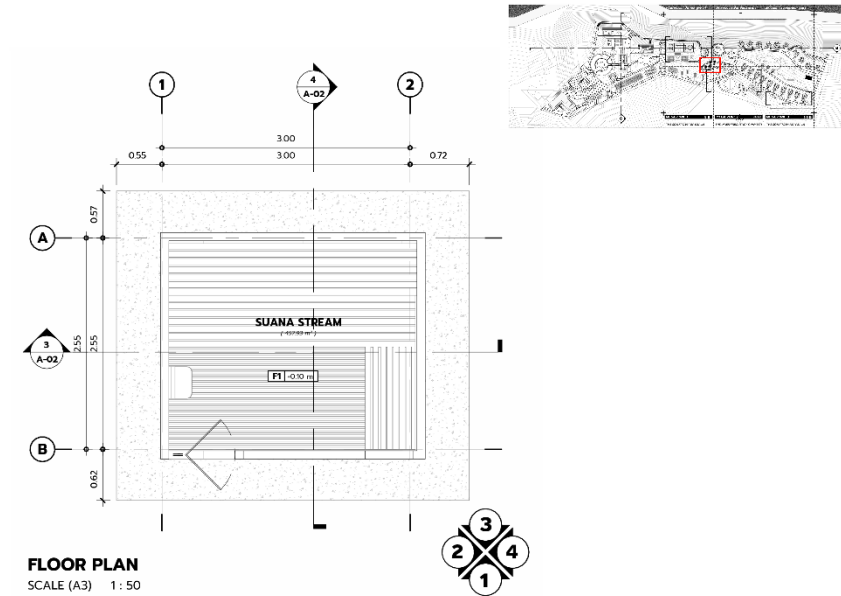 1
4
A-02
2
3.00
0.55
3.00
0.72
0.57
A
SUANA STREAM
3
A-02
2.55
2.55
F1 -0.10 m
B
0.62
3
2
4
1
FLOOR PLAN
SCALE (A3) 1 : 50